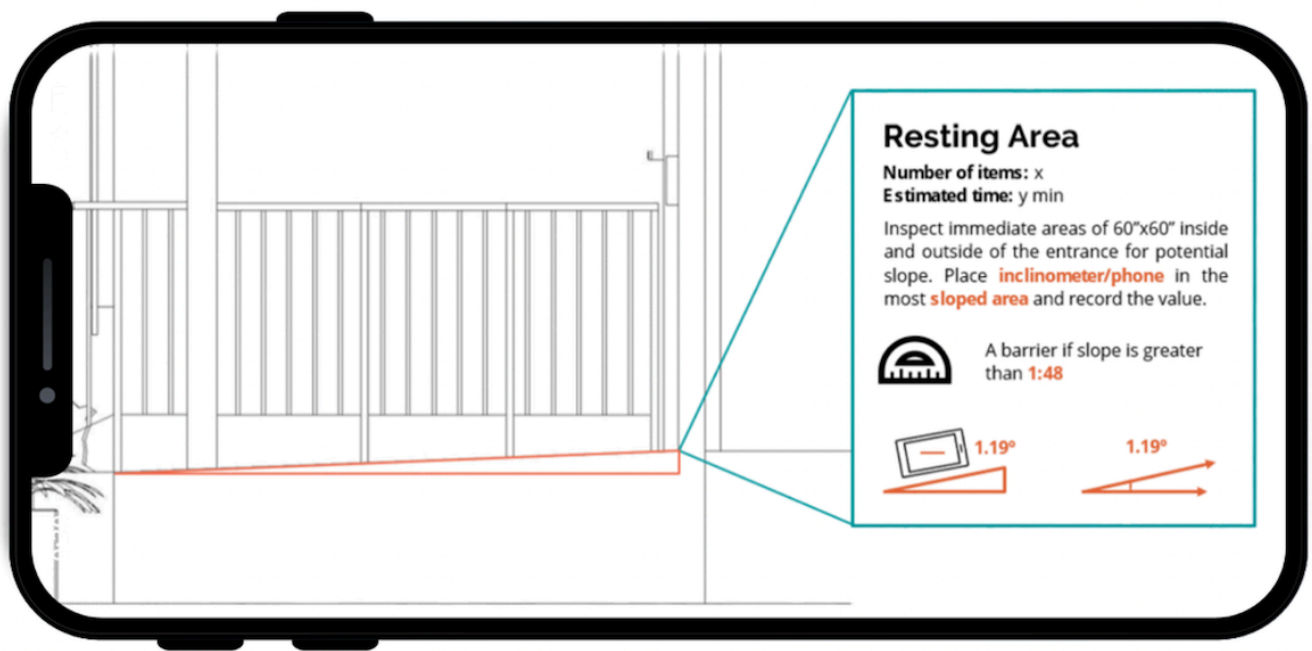 Resting Area
Number of items: x
Estimated time: y min
Inspect immediate areas of 60”x60” inside
and outside of the entrance for potential
slope. Place inclinometer/phone in the
most sloped area and record the value.
A barrier if slope is greater
than 1:48
1.19º
1.19º